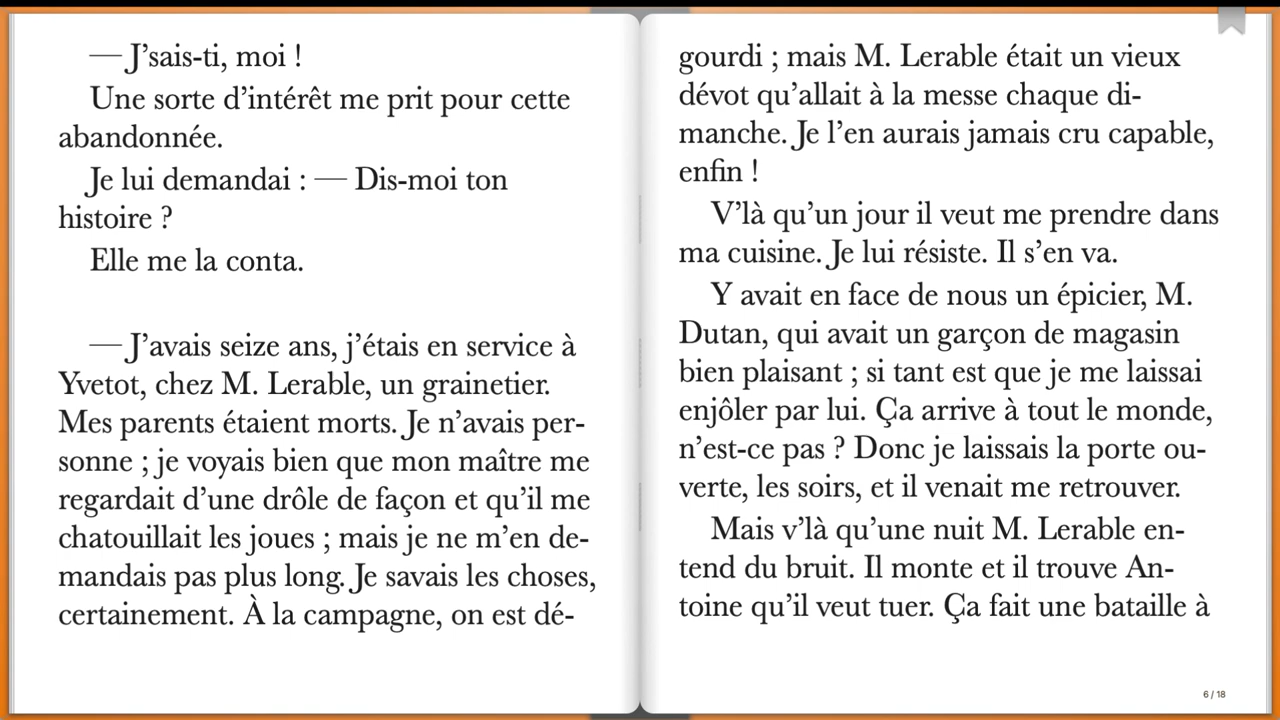 — J’sais-ti, moi !
Une sorte d’intérêt me prit pour cette
abandonnée.
Je lui demandai : — Dis-moi ton
histoire ?
Elle me la conta.
— J’avais seize ans, j’étais en service à
Yvetot, chez M. Lerable, un grainetier.
Mes parents étaient morts. Je n’avais per-
sonne ; je voyais bien que mon maître me
regardait d’une drôle de façon et qu’il me
chatouillait les joues ; mais je ne m’en de-
mandais pas plus long. Je savais les choses,
certainement. À la campagne, on est dé-
gourdi ; mais M. Lerable était un vieux
dévot qu’allait à la messe chaque di-
manche. Je l’en aurais jamais cru capable,
enfin !
V’là qu’un jour il veut me prendre dans
ma cuisine. Je lui résiste. Il s’en va.
Y avait en face de nous un épicier, M.
Dutan, qui avait un garçon de magasin
bien plaisant ; si tant est que je me laissai
enjôler par lui. Ça arrive à tout le monde,
n’est-ce pas ? Donc je laissais la porte ou-
verte, les soirs, et il venait me retrouver.
Mais v’là qu’une nuit M. Lerable en-
tend du bruit. Il monte et il trouve An-
toine qu’il veut tuer. Ça fait une bataille à
6 / 18